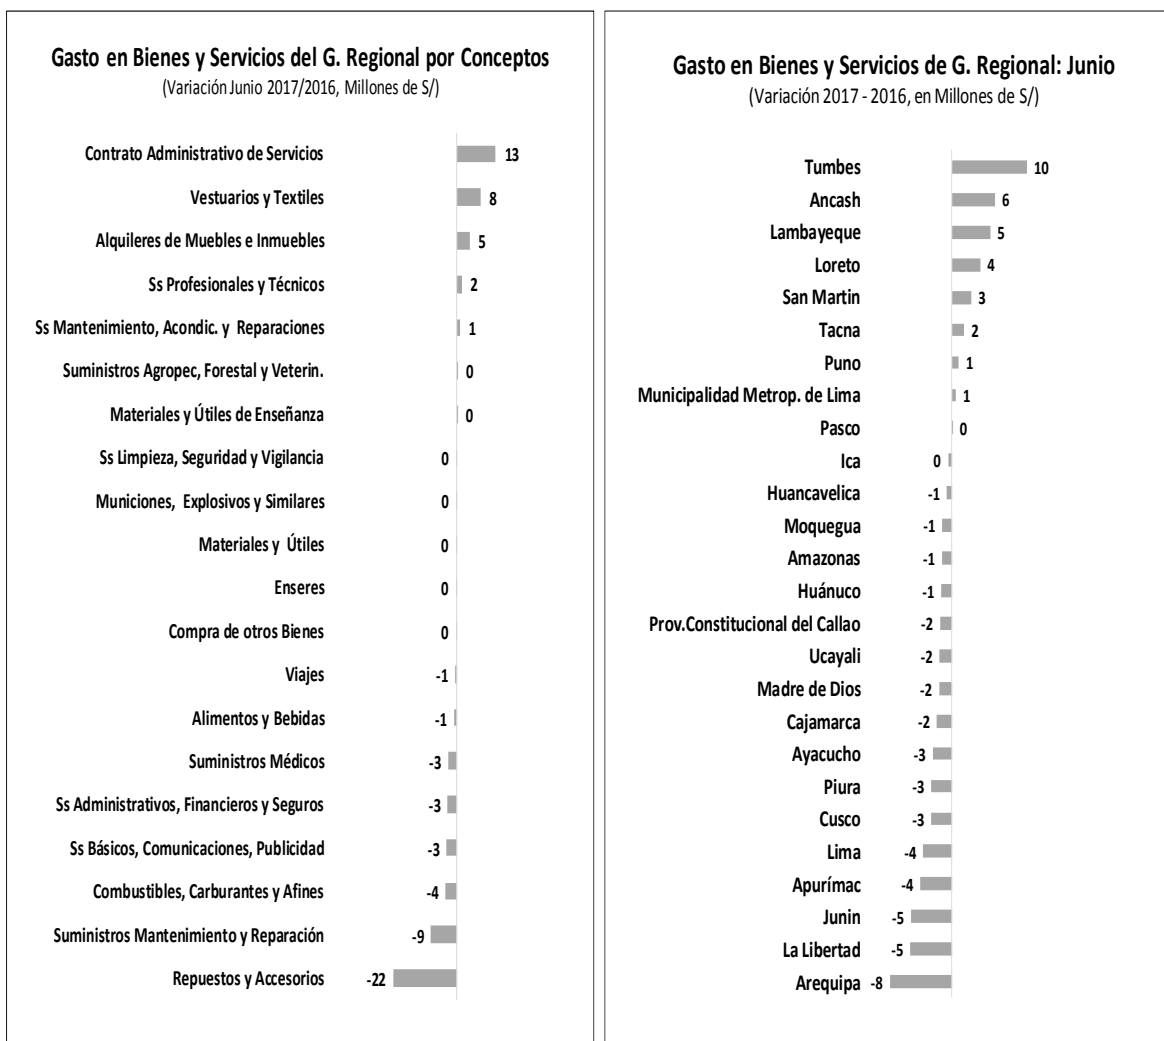 Gasto en Bienes y Servicios del G. Regional por Conceptos
(Variación Junio 2017/2016, Millones de S/)
Contrato Administrativo de Servicios 13
Vestuarios y Textiles 8
Alquileres de Muebles e Inmuebles 5
Ss Profesionales y Técnicos 2
Ss Mantenimiento, Acondic. y Reparaciones 1
Suministros Agropec, Forestal y Veterin. 0
Materiales y Útiles de Enseñanza 0
Ss Limpieza, Seguridad y Vigilancia 0
Municiones, Explosivos y Similares 0
Materiales y Útiles 0
Enseres 0
Compra de otros Bienes 0
Viajes -1
Alimentos y Bebidas -1
Suministros Médicos -3
Ss Administrativos, Financieros y Seguros -3
Ss Básicos, Comunicaciones, Publicidad -3
Combustibles, Carburantes y Afines -4
Suministros Mantenimiento y Reparación -9
Repuestos y Accesorios -22
Gasto en Bienes y Servicios de G. Regional: Junio
(Variación 2017 - 2016, en Millones de S/)
Tumbes 10
Ancash 6
Lambayeque 5
Loreto 4
San Martin 3
Tacna 2
Puno 1
Municipalidad Metrop. de Lima 1
Pasco 0
Ica 0
Huancavelica -1
Moquegua -1
Amazonas -1
Huánuco -1
Prov.Constitucional del Callao -2
Ucayali -2
Madre de Dios -2
Cajamarca -2
Ayacucho -3
Piura -3
Cusco -3
Lima -4
Apurímac -4
Junin -5
La Libertad -5
Arequipa -8